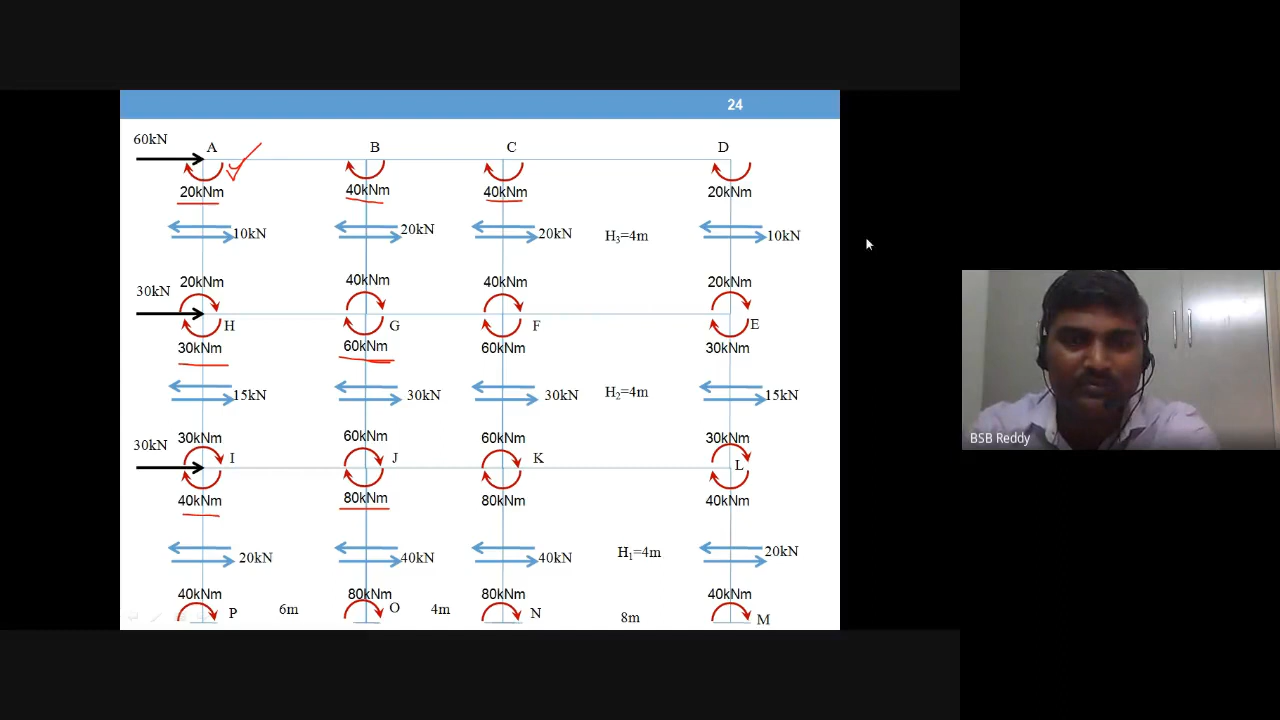 24
60kN
A B C D
20kNm 40kNm 40kNm 20kNm
10kN 20kN 20kN H₃=4m 10kN
20kNm 40kNm 40kNm 20kNm
30kN
H G F E
30kNm 60kNm 60kNm 30kNm
15kN 30kN 30kN H₂=4m 15kN
30kNm 60kNm 60kNm 30kNm
30kN
I J K L
40kNm 80kNm 80kNm 40kNm
20kN 40kN 40kN H₁=4m 20kN
40kNm 80kNm 80kNm 40kNm
P 6m O 4m N 8m M
BSB Reddy